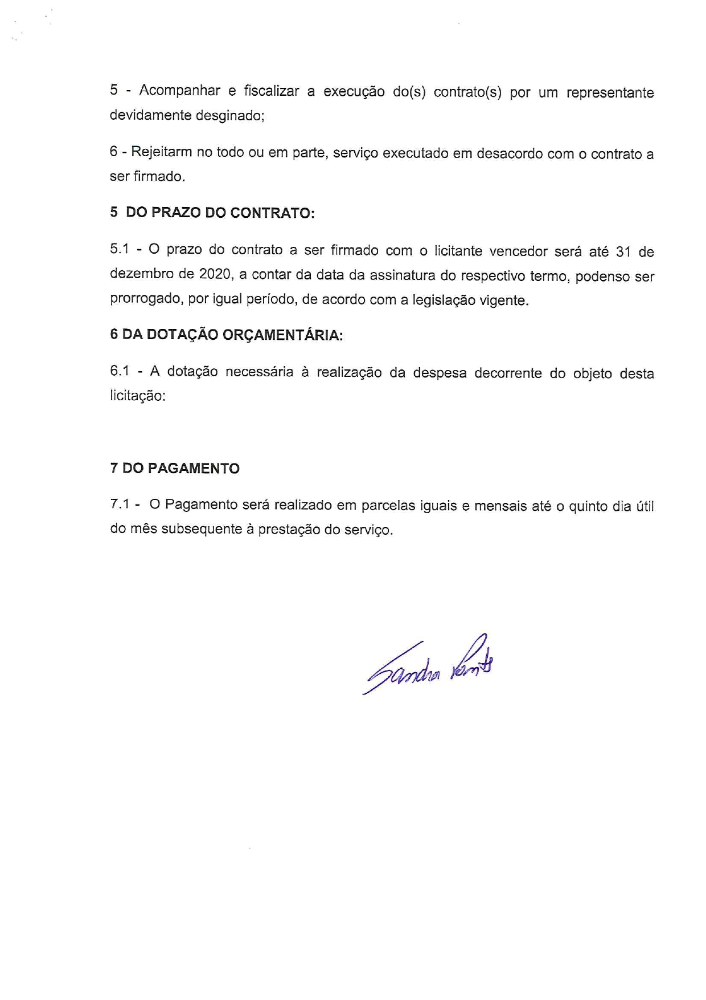 5 - Acompanhar e fiscalizar a execução do(s) contrato(s) por um representante
devidamente desginado;
6 - Rejeitarm no todo ou em parte, serviço executado em desacordo com o contrato a
ser firmado.
5 DO PRAZO DO CONTRATO:
5.1 - O prazo do contrato a ser firmado com o licitante vencedor será até 31 de
dezembro de 2020, a contar da data da assinatura do respectivo termo, podenso ser
prorrogado, por igual período, de acordo com a legislação vigente.
6 DA DOTAÇÃO ORÇAMENTÁRIA:
6.1 - A dotação necessária à realização da despesa decorrente do objeto desta
licitação:
7 DO PAGAMENTO
7.1 - O Pagamento será realizado em parcelas iguais e mensais até o quinto dia útil
do mês subsequente à prestação do serviço.
Sandra